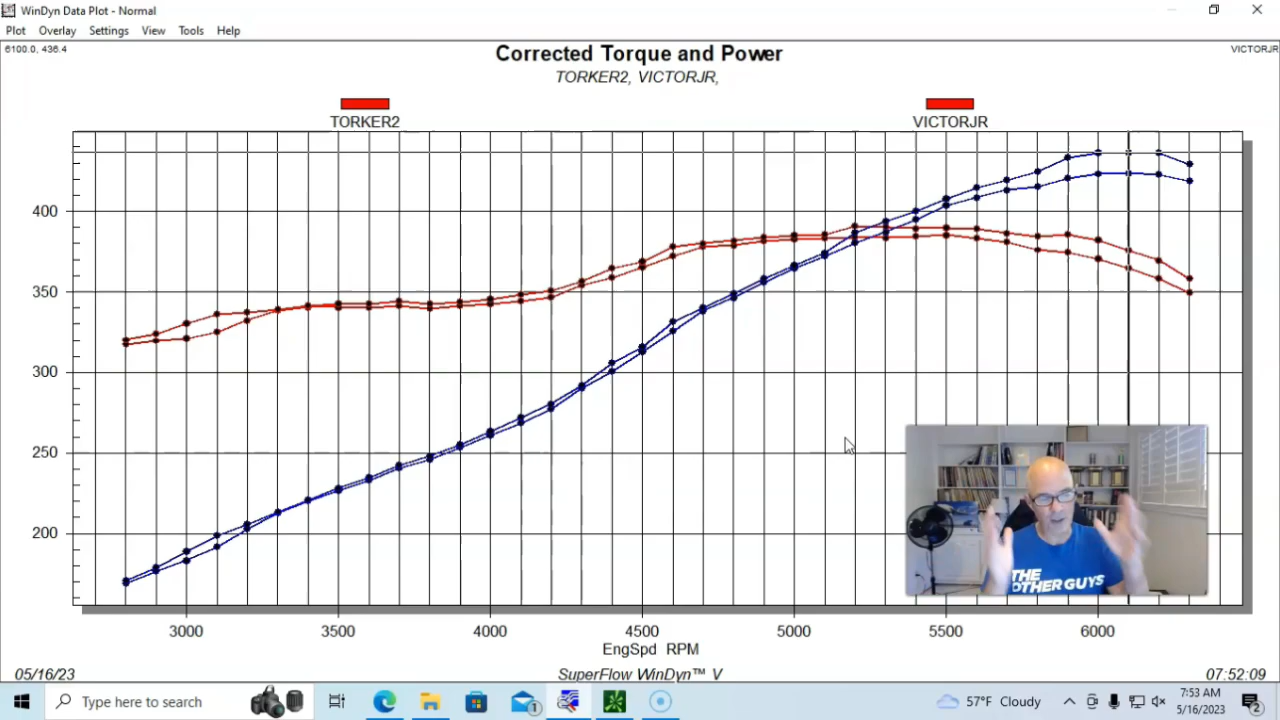 WinDyn Data Plot - Normal
Plot Overlay Settings View Tools Help
6100.0, 436.4
VICTORJR
Corrected Torque and Power
TORKER2, VICTORJR,
TORKER2
VICTORJR
400
350
300
250
200
3000 3500 4000 4500 5000 5500 6000
EngSpd RPM
THE
OTHER GUYS
05/16/23
SuperFlow WinDyn™ V
07:52:09
Type here to search
1
57°F Cloudy
7:53 AM
5/16/2023
2